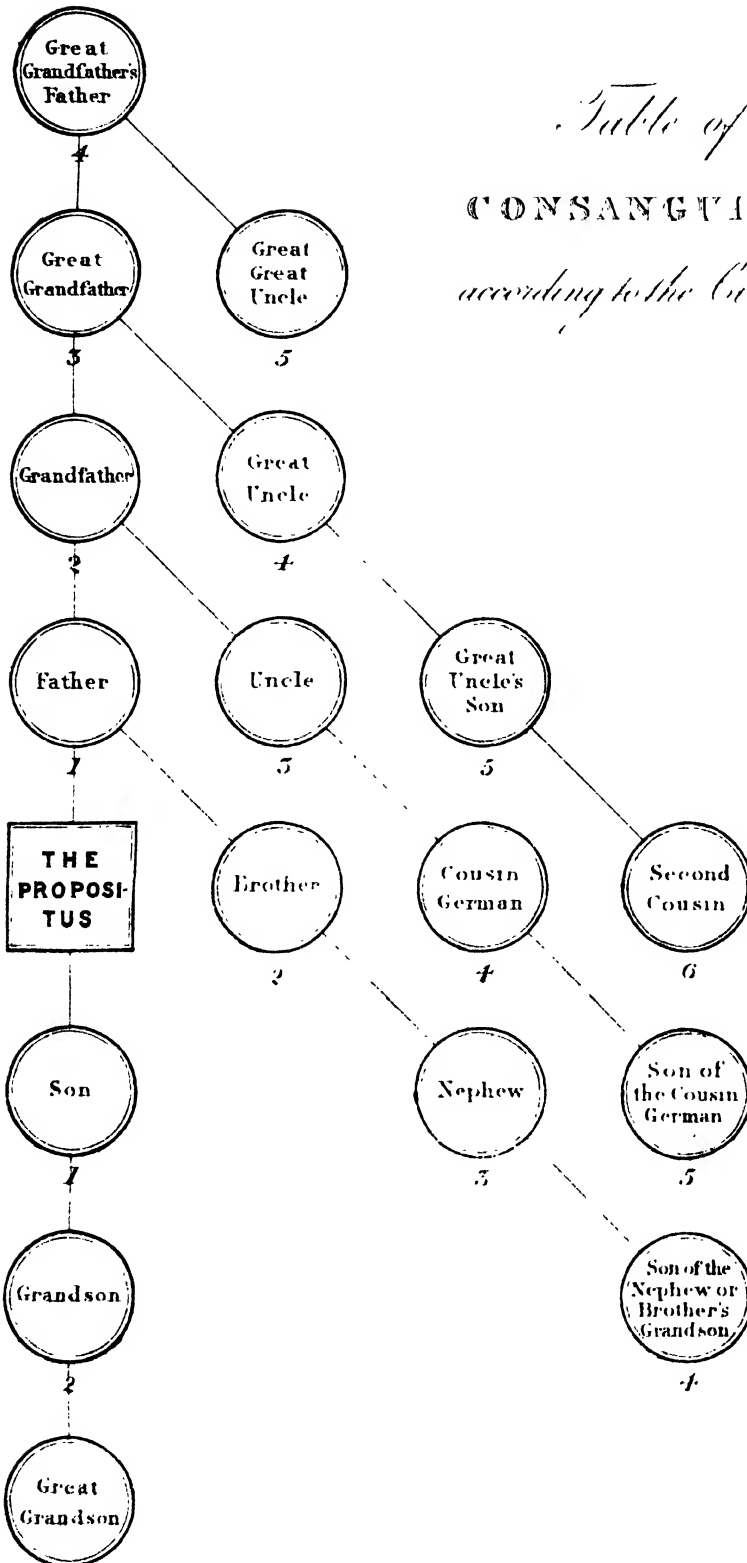 Great
Grandfather's
Father
4
Table of
CONSANGUI
according to the
Great
Grandfather
3
Great
Great
Uncle
5
Grandfather
2
Great
Uncle
4
Father
1
Uncle
3
Great
Uncle's
Son
5
THE
PROPOSI-
TUS
Brother
2
Cousin
German
4
Second
Cousin
6
Son
1
Nephew
3
Son of
the Cousin
German
5
Grandson
2
Son of the
Nephew or
Brother's
Grandson
4
Great
Grandson